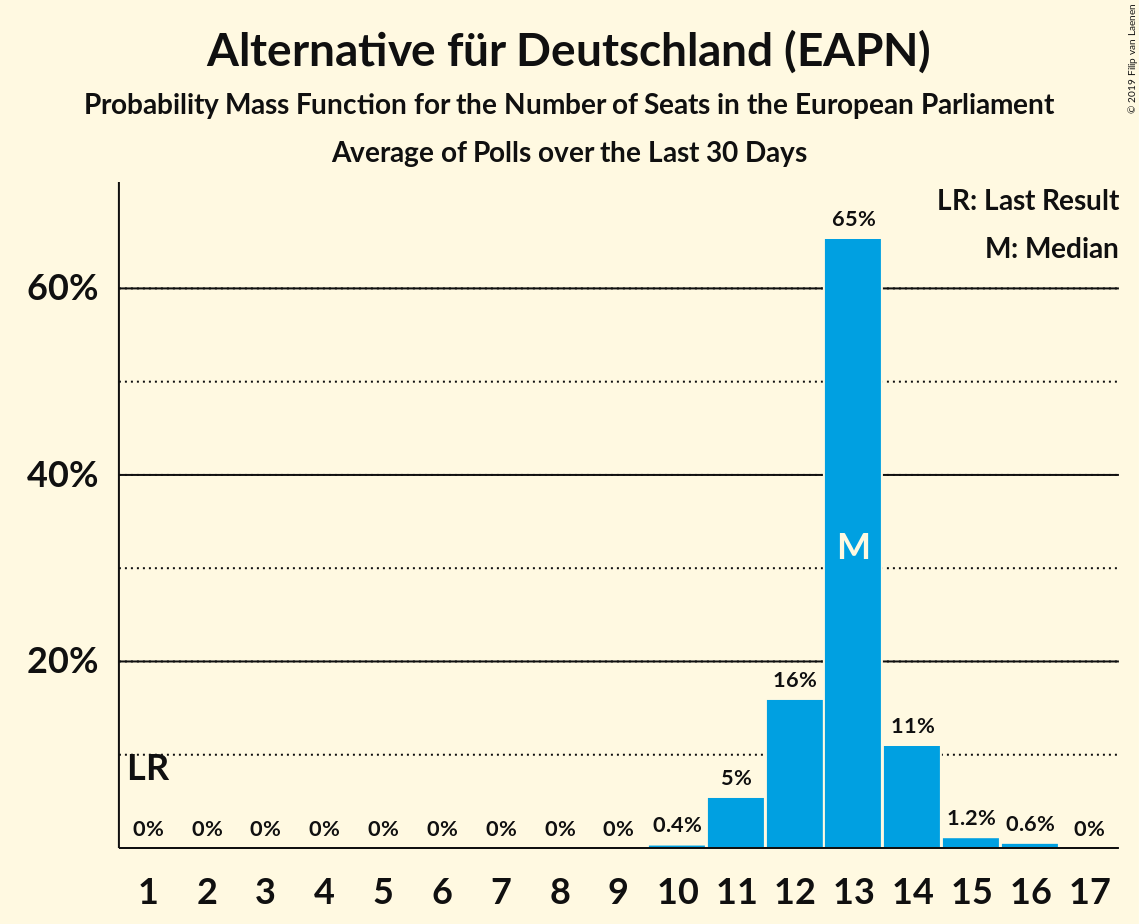 Alternative für Deutschland (EAPN)
Probability Mass Function for the Number of Seats in the European Parliament
Average of Polls over the Last 30 Days
© 2019 Filip van Laenen
LR: Last Result
M: Median
65%
60%
40%
M
20%
16%
11%
LR
5%
0% 0% 0% 0% 0% 0% 0% 0% 0% 0.4% 1.2% 0.6% 0%
1 2 3 4 5 6 7 8 9 10 11 12 13 14 15 16 17